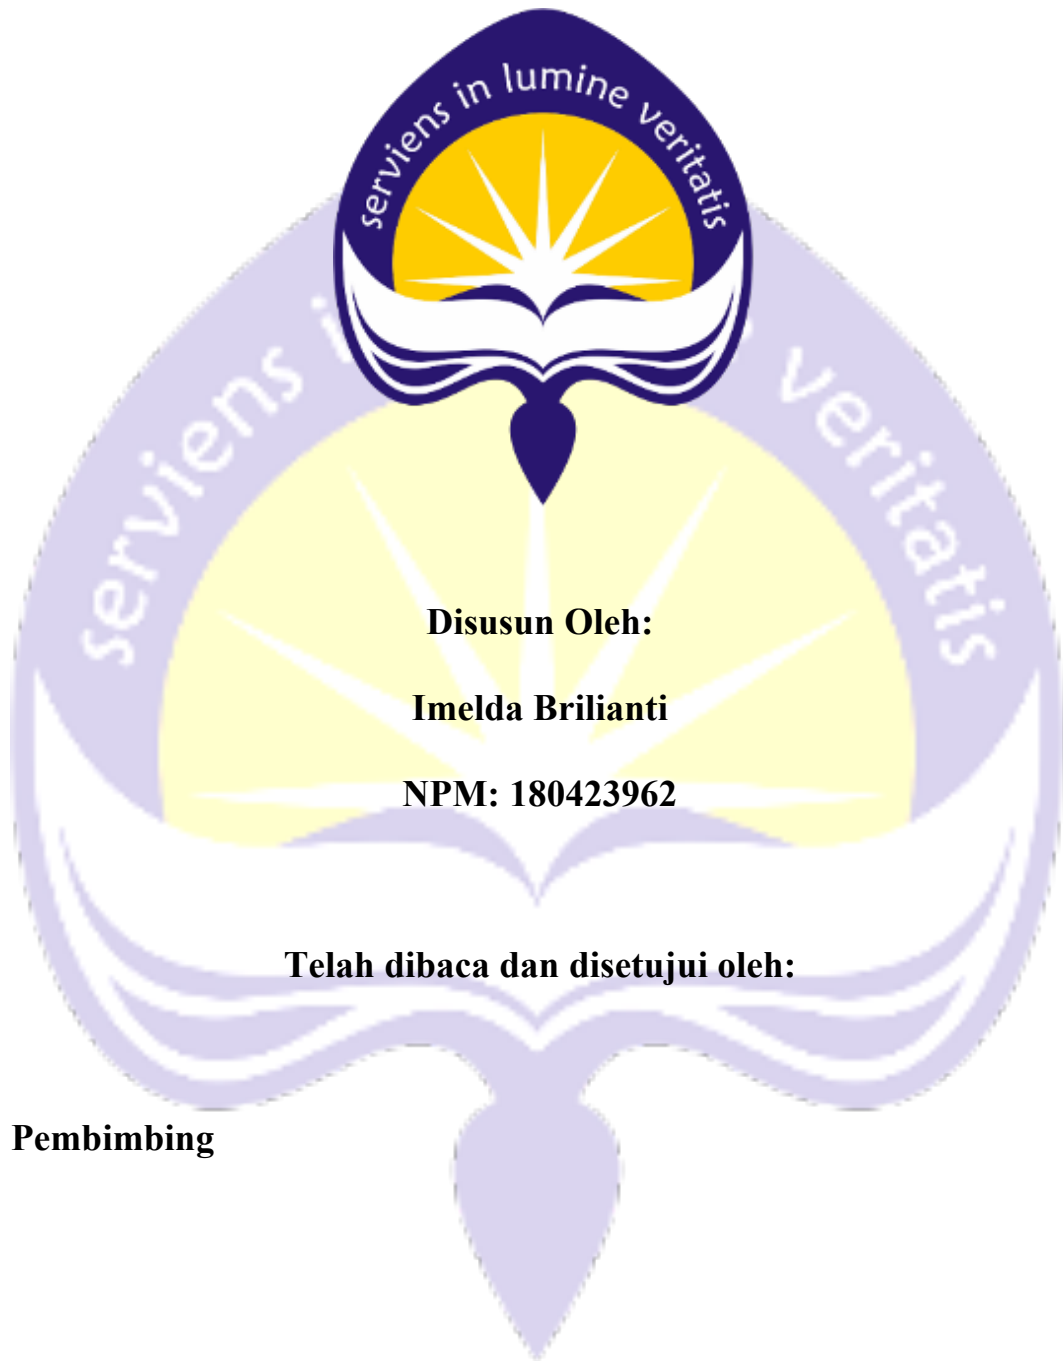 serviens in lumine veritatis
serviens in veritatis
Disusun Oleh:
Imelda Brilianti
NPM: 180423962
Telah dibaca dan disetujui oleh:
Pembimbing